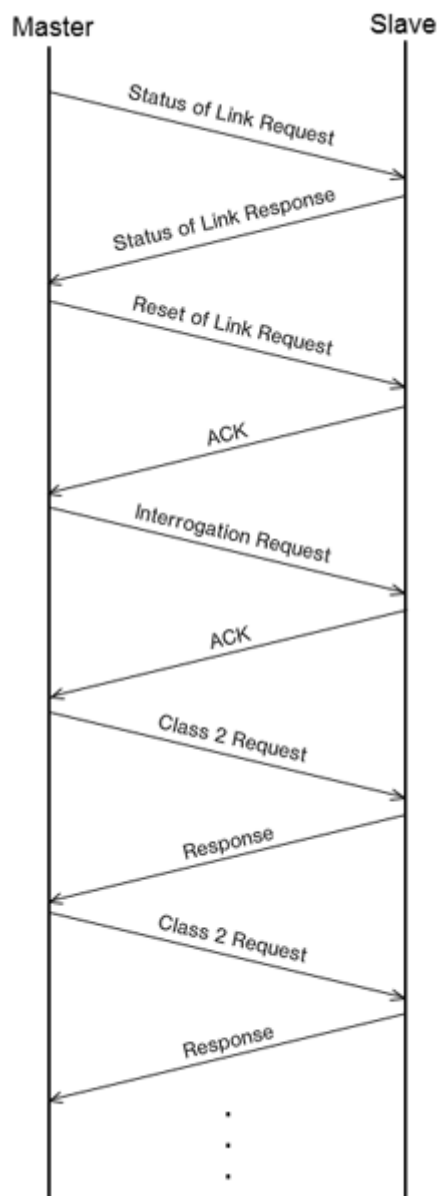 Master
Slave
Status of Link Request
Status of Link Response
Reset of Link Request
ACK
Interrogation Request
ACK
Class 2 Request
Response
Class 2 Request
Response